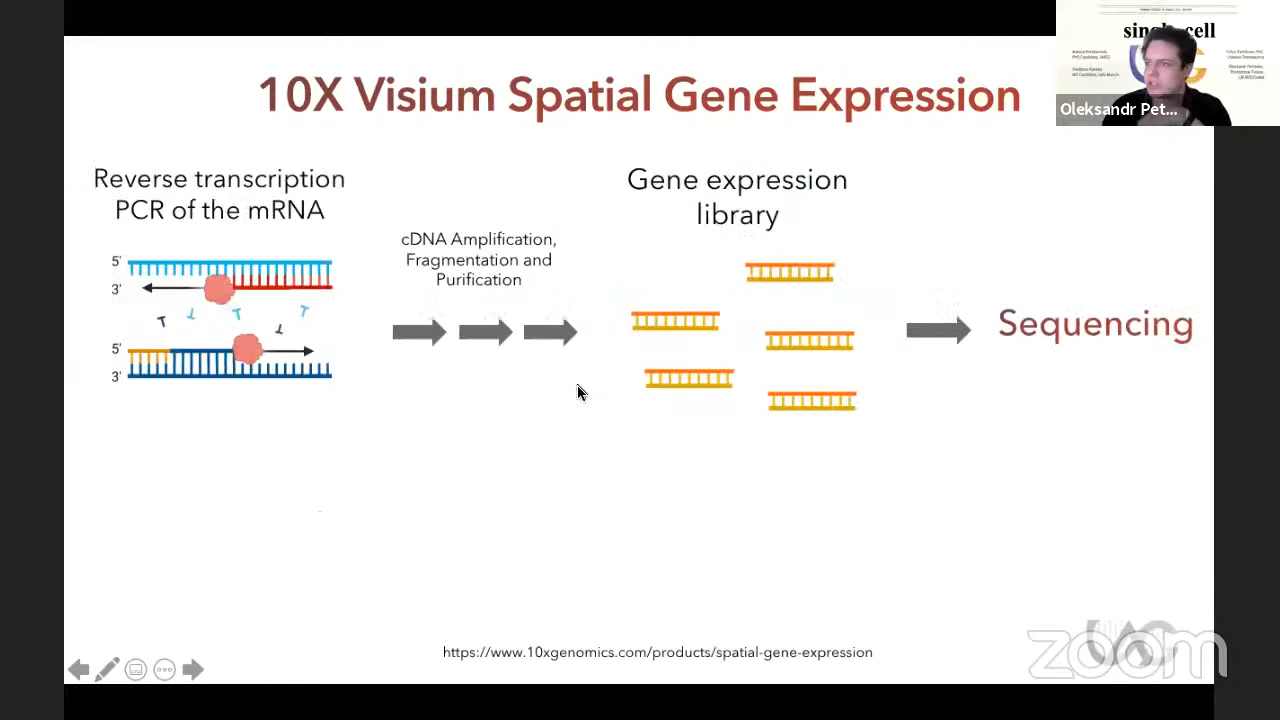 single cell
Oleksandr Pet...
10X Visium Spatial Gene Expression
Reverse transcription
PCR of the mRNA
5'
3'
5'
3'
cDNA Amplification,
Fragmentation and
Purification
Gene expression
library
Sequencing
https://www.10xgenomics.com/products/spatial-gene-expression
zoom